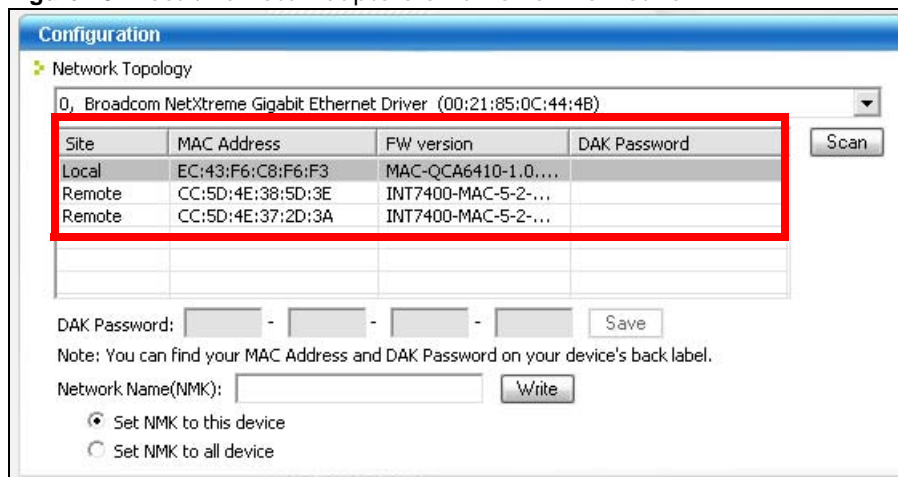 Configuration
Network Topology
0, Broadcom NetXtreme Gigabit Ethernet Driver (00:21:85:0C:44:4B)
Site MAC Address FW version DAK Password Scan
Local EC:43:F6:C8:F6:F3 MAC-QCA6410-1.0....
Remote CC:5D:4E:38:5D:3E INT7400-MAC-5-2-...
Remote CC:5D:4E:37:2D:3A INT7400-MAC-5-2-...
DAK Password: - - - Save
Note: You can find your MAC Address and DAK Password on your device's back label.
Network Name(NMK): Write
Set NMK to this device
Set NMK to all device